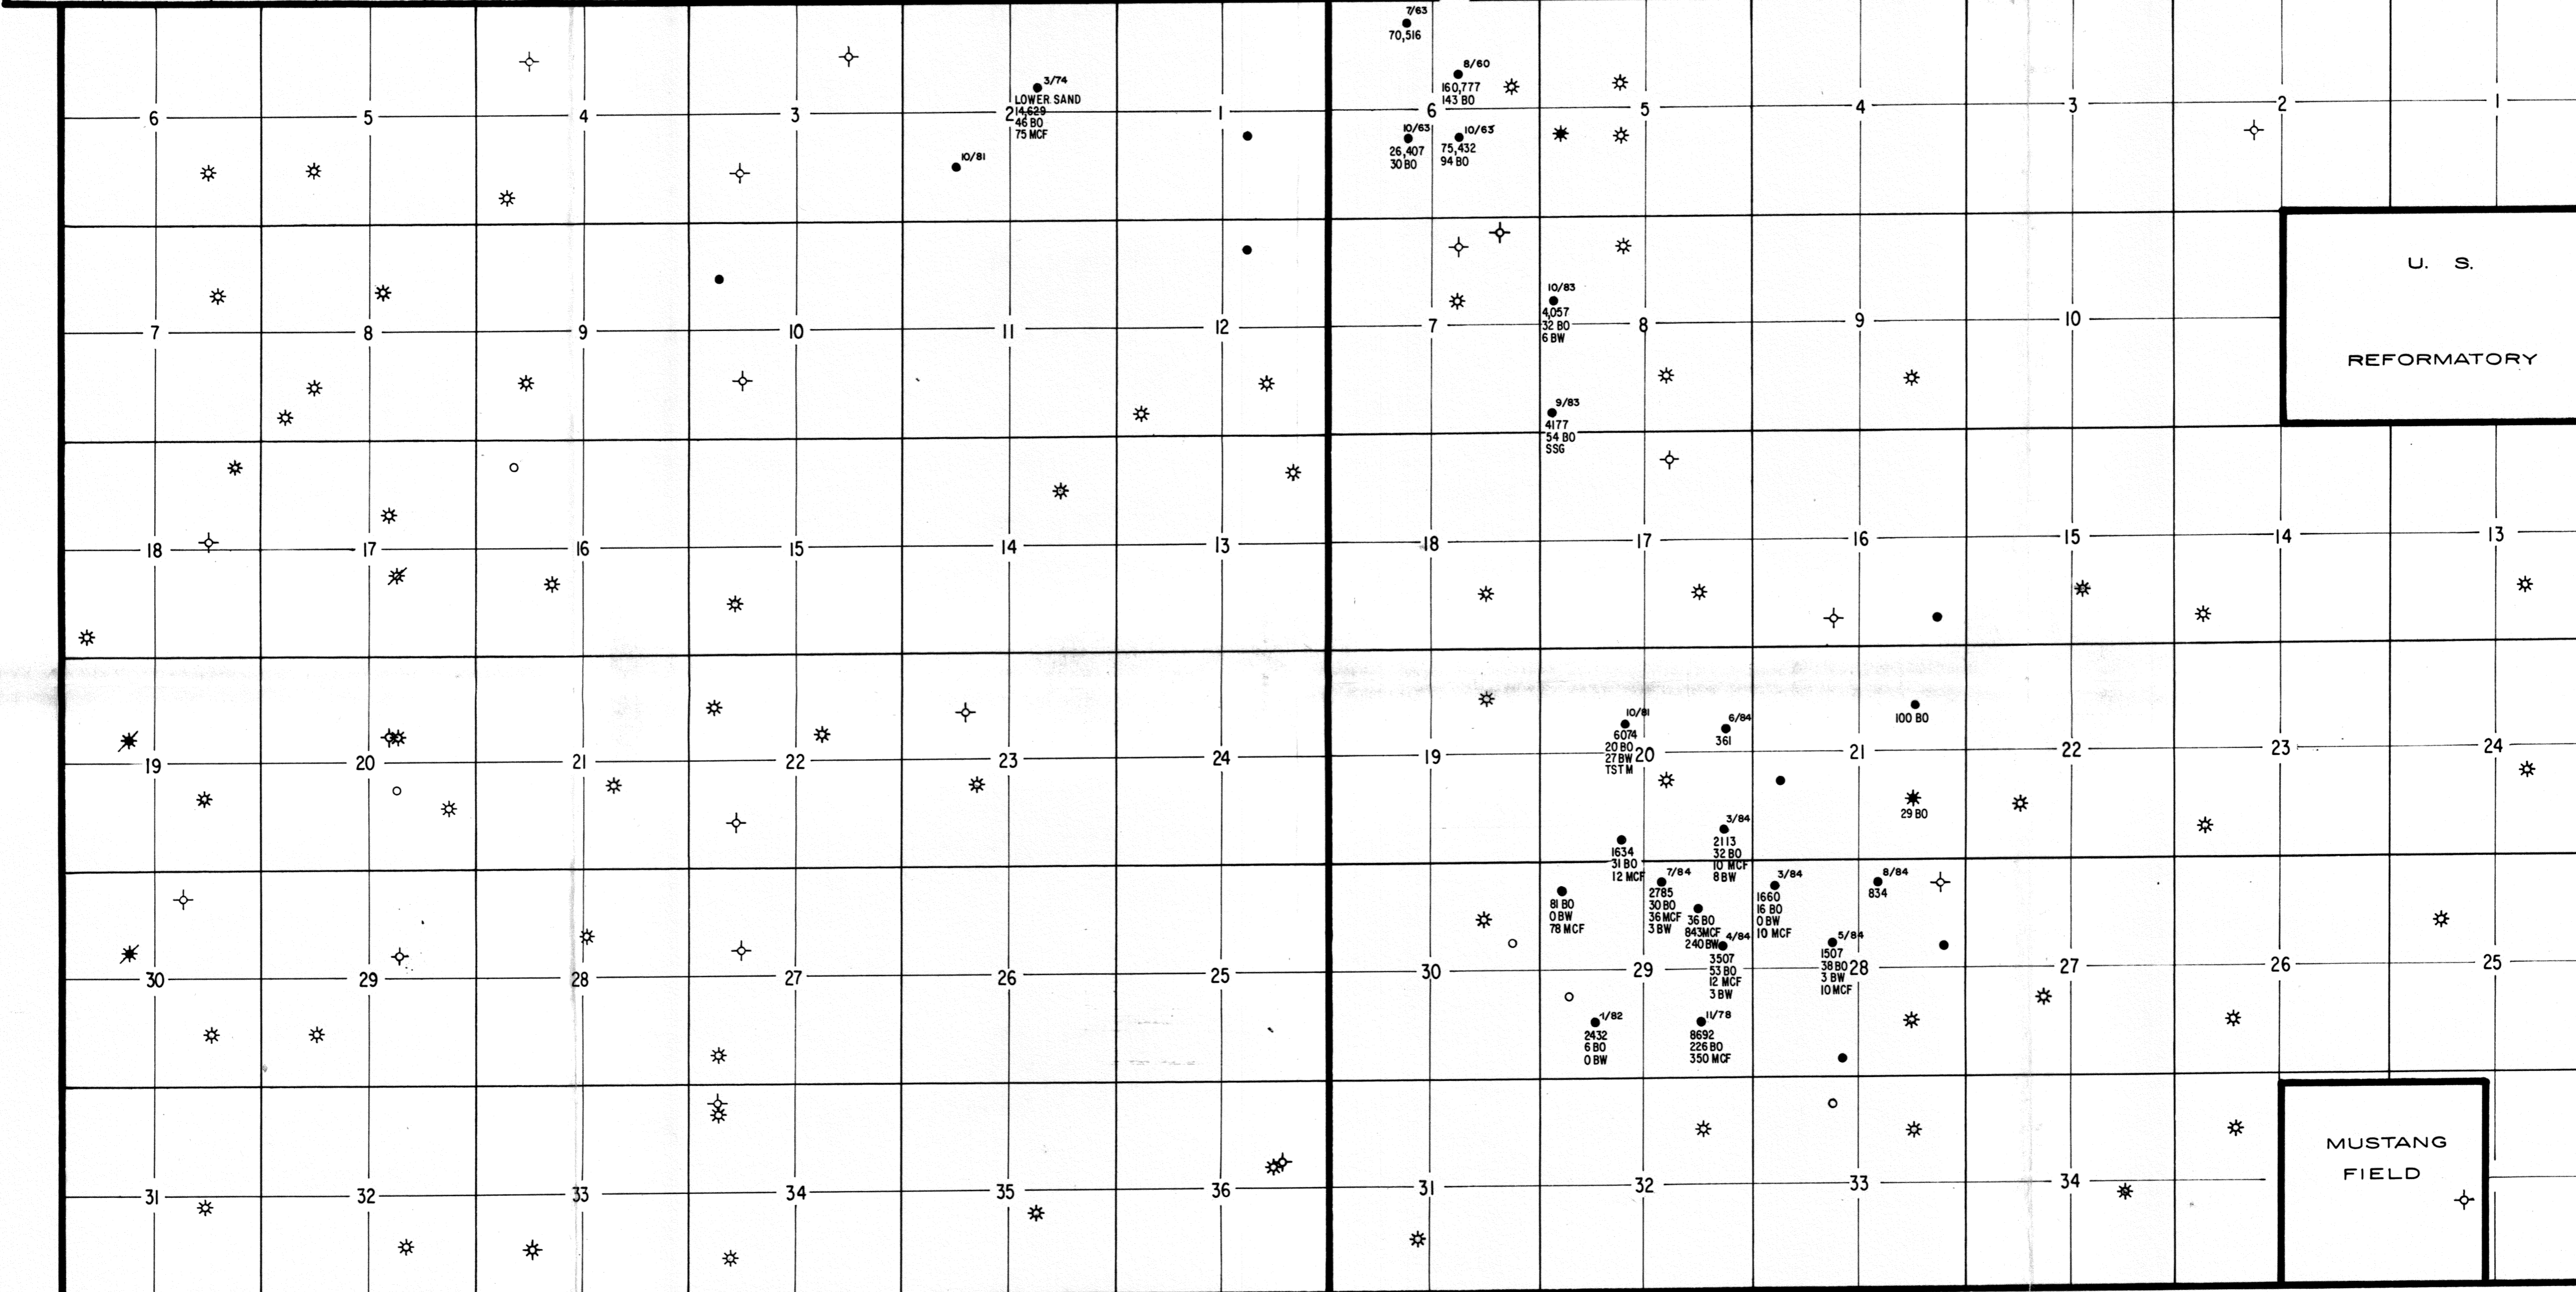 7/63
70,516
8/60
160,777
143 BO
3/74
LOWER SAND
14,629
46 BO
75 MCF
6 5 4 3 2 1 6 5 4 3 2 1
10/63
26,407
30 BO
10/63
75,432
94 BO
10/81
U. S.
REFORMATORY
10/83
4,057
32 BO
6 BW
7 8 9 10 11 12 7 8 9 10
9/83
4177
54 BO
SSG
18 17 16 15 14 13 18 17 16 15 14 13
100 BO
10/81
6074
20 BO
27 BW
TSTM
6/84
361
19 20 21 22 23 24 19 20 21 22 23 24
29 BO
3/84
2113
32 BO
10 MCF
8 BW
1634
31 BO
12 MCF
81 BO
0 BW
78 MCF
7/84
2785
30 BO
36 MCF
3 BW
36 BO
843 MCF
240 BW
3/84
1660
16 BO
0 BW
10 MCF
8/84
834
4/84
3507
53 BO
12 MCF
3 BW
5/84
1507
38 BO
3 BW
10 MCF
30 29 28 27 26 25 30 29 28 27 26 25
/82
2432
6 BO
0 BW
11/78
8692
226 BO
350 MCF
MUSTANG
FIELD
31 32 33 34 35 36 31 32 33 34